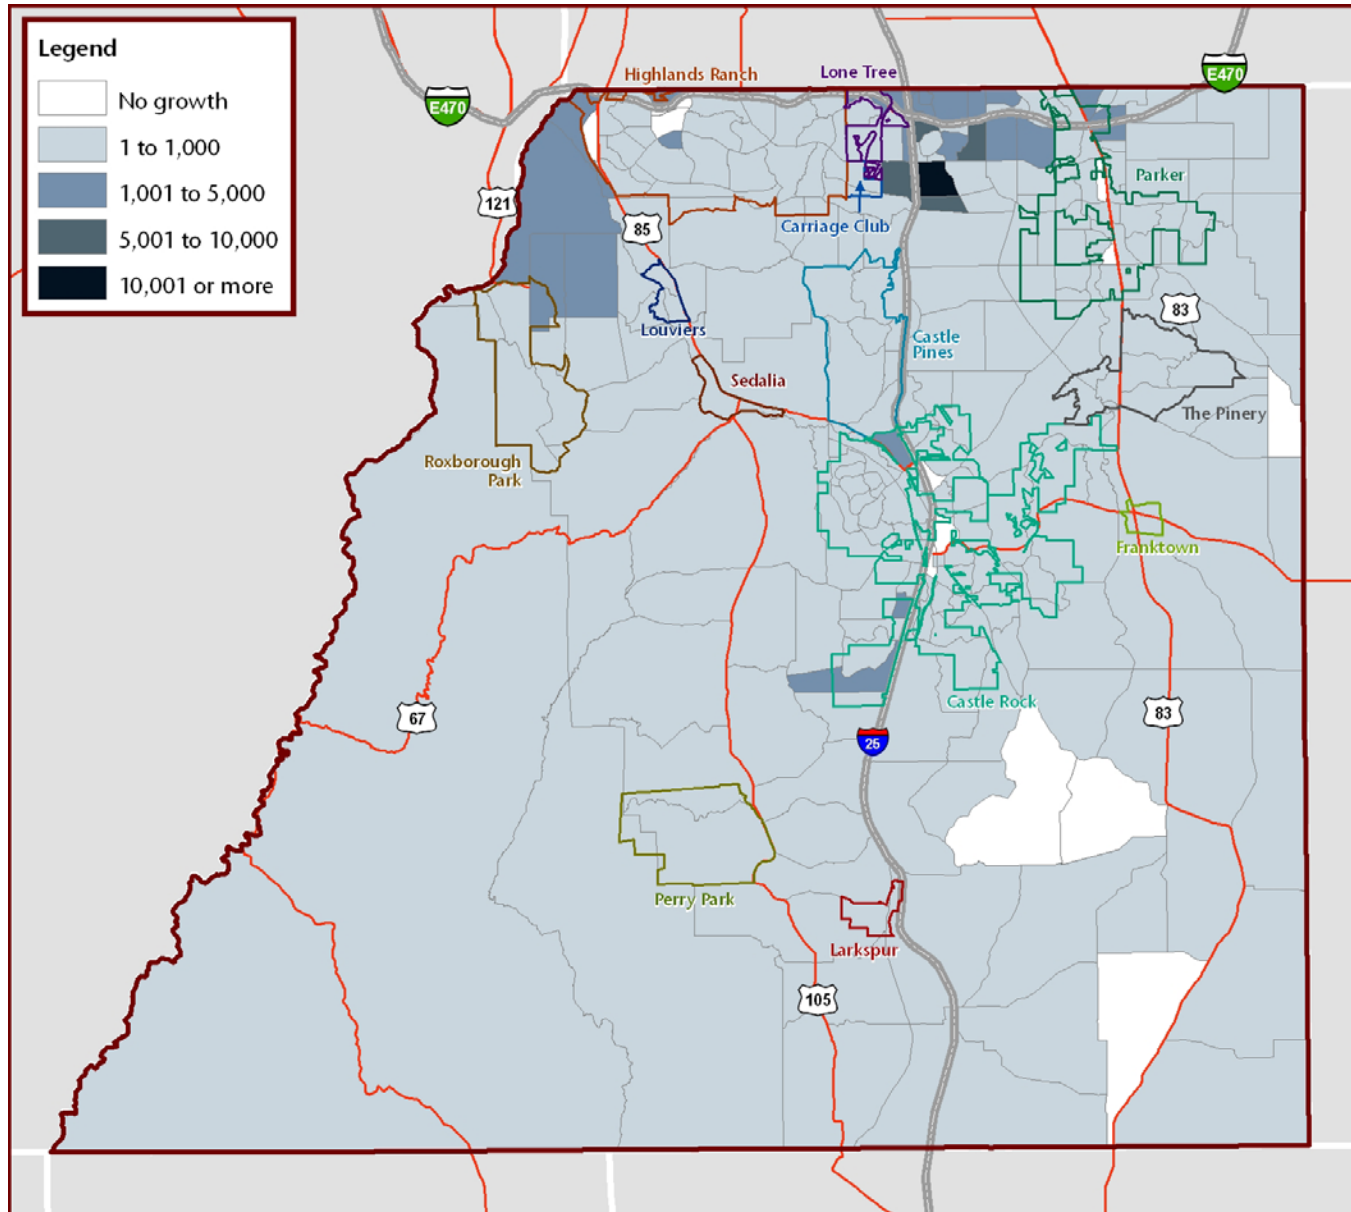 Legend
No growth
1 to 1,000
1,001 to 5,000
5,001 to 10,000
10,001 or more
E470
Highlands Ranch
Lone Tree
E470
121
85
Parker
Carriage Club
83
Louviers
Castle
Pines
Sedalia
The Pinery
Roxborough
Park
Franktown
67
Castle Rock
83
25
Perry Park
Larkspur
105